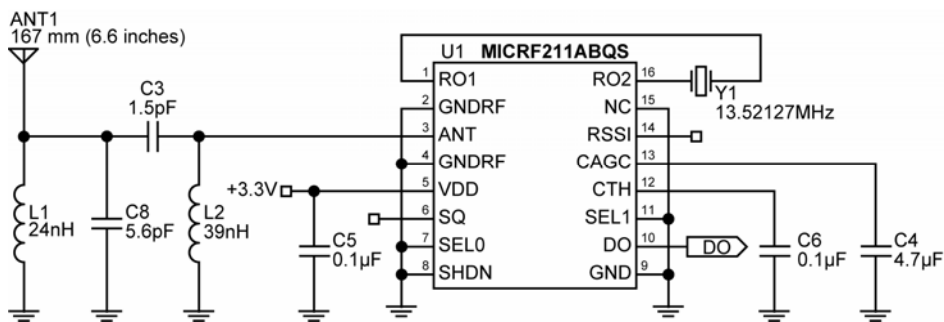 ANT1
167 mm (6.6 inches)
C3
1.5pF
L1
24nH
C8
5.6pF
L2
39nH
+3.3V
C5
0.1µF
U1 MICRF211ABQS
1 RO1
2 GNDRF
3 ANT
4 GNDRF
5 VDD
6 SQ
7 SEL0
8 SHDN
RO2 16
NC 15
RSSI 14
CAGC 13
CTH 12
SEL1 11
DO 10
GND 9
Y1
13.52127MHz
DO
C6
0.1µF
C4
4.7µF